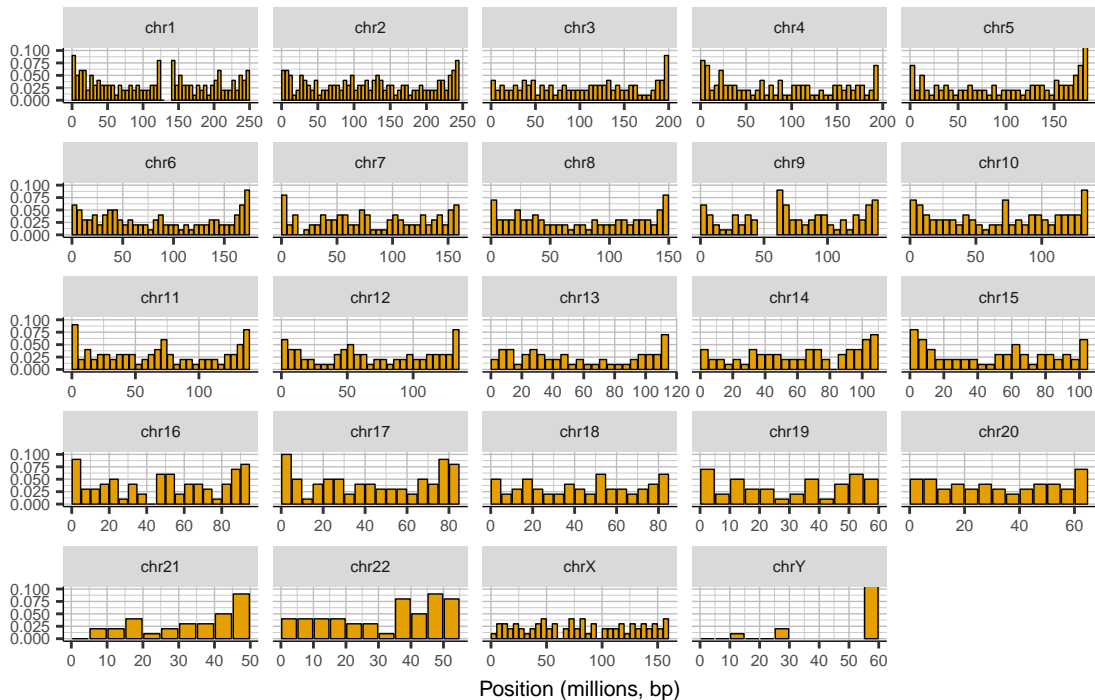 chr1 chr2 chr3 chr4 chr5
0.100
0.075
0.050
0.025
0.000
0 50 100 150 200 250 0 50 100 150 200 250 0 50 100 150 200 0 50 100 150 200 0 50 100 150
chr6 chr7 chr8 chr9 chr10
0.100
0.075
0.050
0.025
0.000
0 50 100 150 0 50 100 150 0 50 100 150 0 50 100 0 50 100
chr11 chr12 chr13 chr14 chr15
0.100
0.075
0.050
0.025
0.000
0 50 100 0 50 100 0 20 40 60 80 100 120 0 20 40 60 80 100 0 20 40 60 80 100
chr16 chr17 chr18 chr19 chr20
0.100
0.075
0.050
0.025
0.000
0 20 40 60 80 0 20 40 60 80 0 20 40 60 80 0 10 20 30 40 50 60 0 20 40 60
chr21 chr22 chrX chrY
0.100
0.075
0.050
0.025
0.000
0 10 20 30 40 50 0 10 20 30 40 50 0 50 100 150 0 10 20 30 40 50 60
Position (millions, bp)